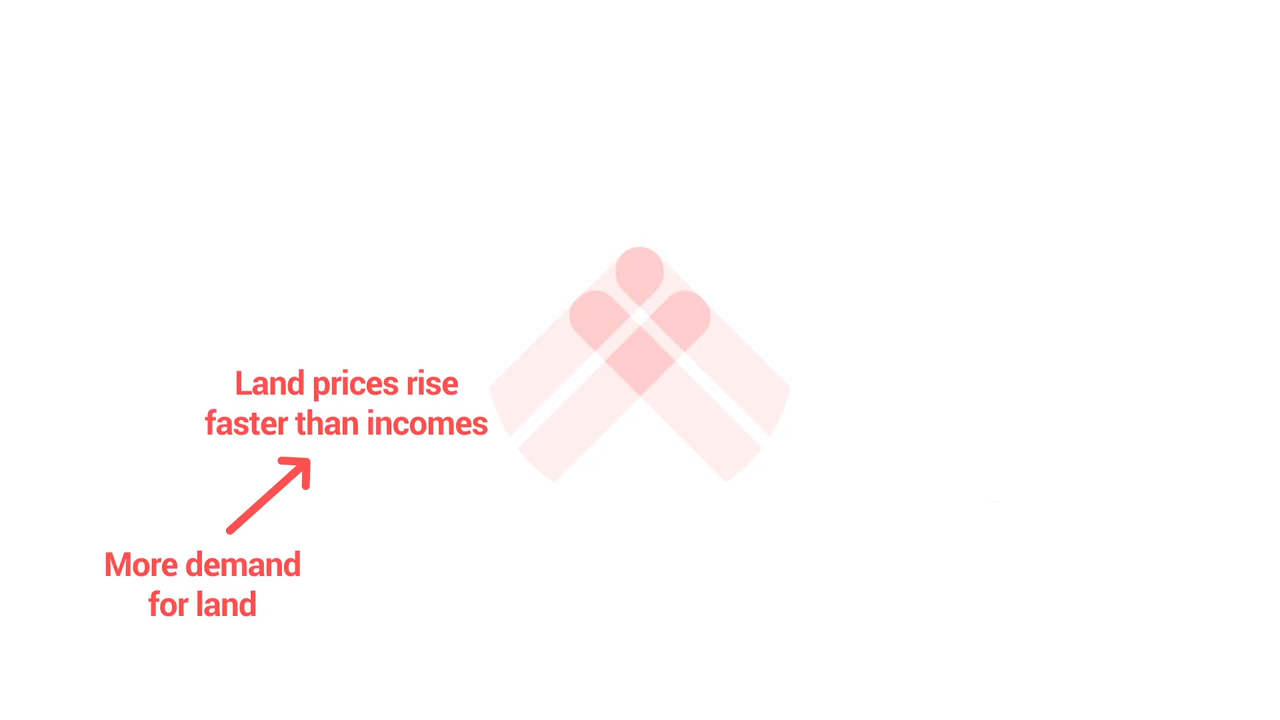 Land prices rise
faster than incomes
More demand
for land